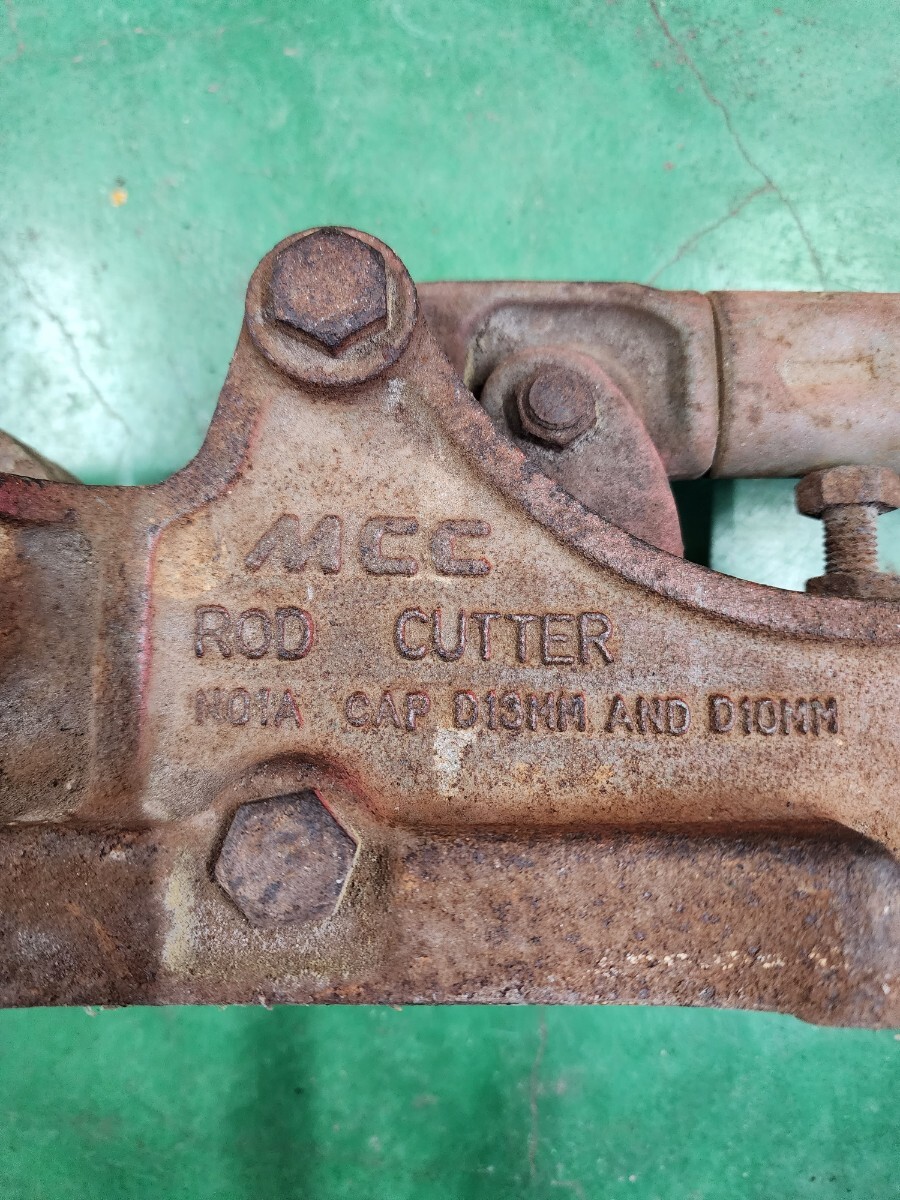 MCC
ROD CUTTER
NO1A CAP D13MM AND D10MM